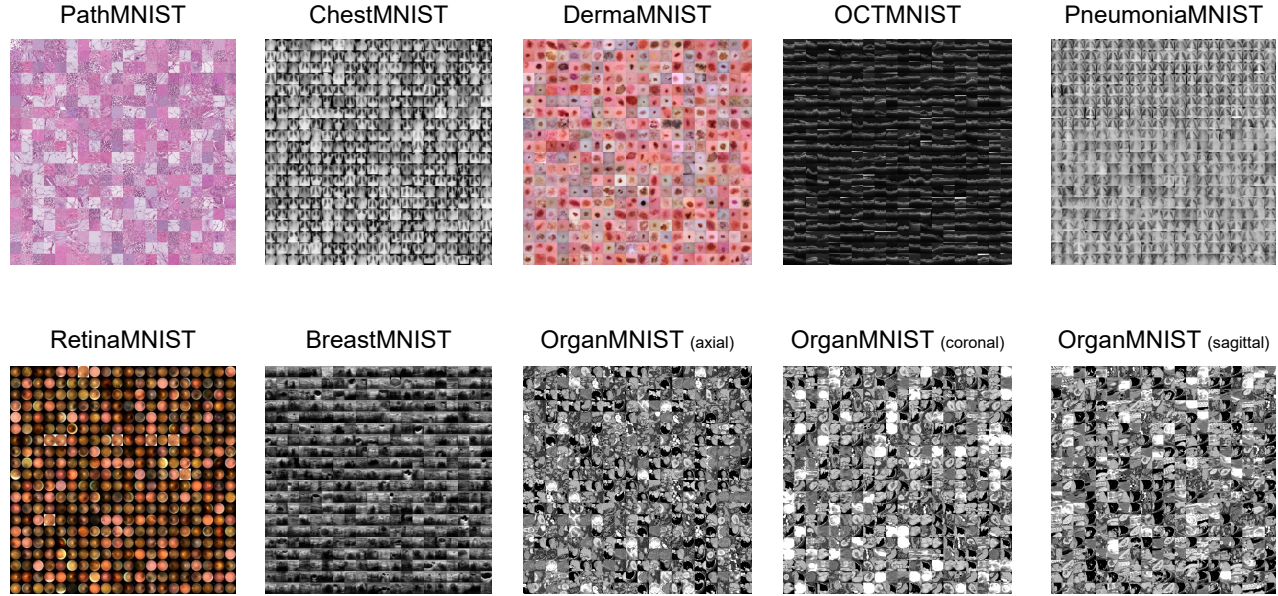 PathMNIST
ChestMNIST
DermaMNIST
OCTMNIST
PneumoniaMNIST
RetinaMNIST
BreastMNIST
OrganMNIST (axial)
OrganMNIST (coronal)
OrganMNIST (sagittal)